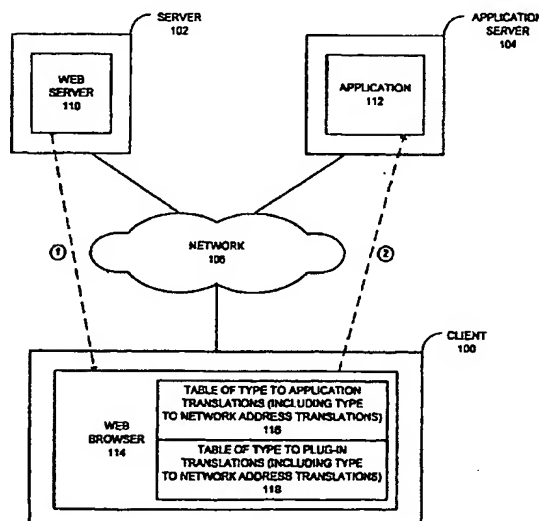 SERVER
102
APPLICATION
SERVER
104
WEB
SERVER
110
APPLICATION
112
1
2
NETWORK
106
CLIENT
100
WEB
BROWSER
114
TABLE OF TYPE TO APPLICATION
TRANSLATIONS (INCLUDING TYPE
TO NETWORK ADDRESS TRANSLATIONS)
116
TABLE OF TYPE TO PLUG-IN
TRANSLATIONS (INCLUDING TYPE
TO NETWORK ADDRESS TRANSLATIONS)
118